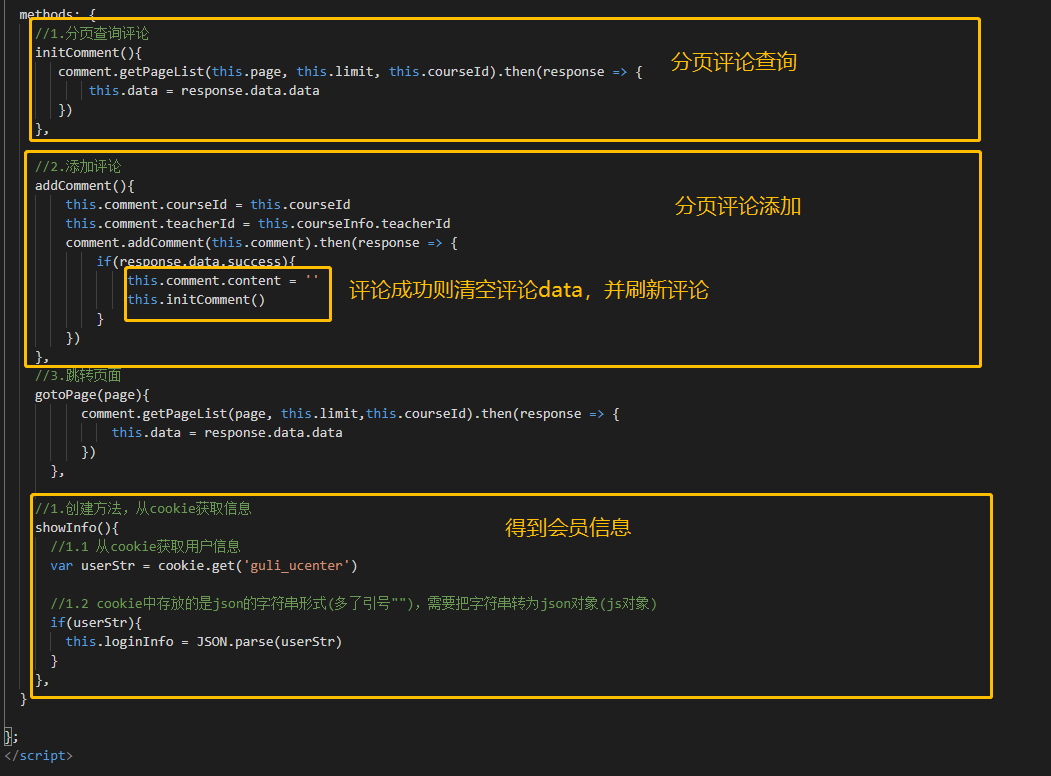 methods: {
//1.分页查询评论
initComment(){
comment.getPageList(this.page, this.limit, this.courseId).then(response => {
分页评论查询
this.data = response.data.data
})
},
//2.添加评论
addComment(){
this.comment.courseId = this.courseId
分页评论添加
this.comment.teacherId = this.courseInfo.teacherId
comment.addComment(this.comment).then(response => {
if(response.data.success){
this.comment.content = ''
评论成功则清空评论data，并刷新评论
this.initComment()
}
})
},
//3.跳转页面
gotoPage(page){
comment.getPageList(page, this.limit,this.courseId).then(response => {
this.data = response.data.data
})
},
//1.创建方法，从cookie获取信息
showInfo(){
得到会员信息
//1.1 从cookie获取用户信息
var userStr = cookie.get('guli_ucenter')
//1.2 cookie中存放的是json的字符串形式(多了引号"")，需要把字符串转为json对象(js对象)
if(userStr){
this.loginInfo = JSON.parse(userStr)
}
},
}
};
</script>